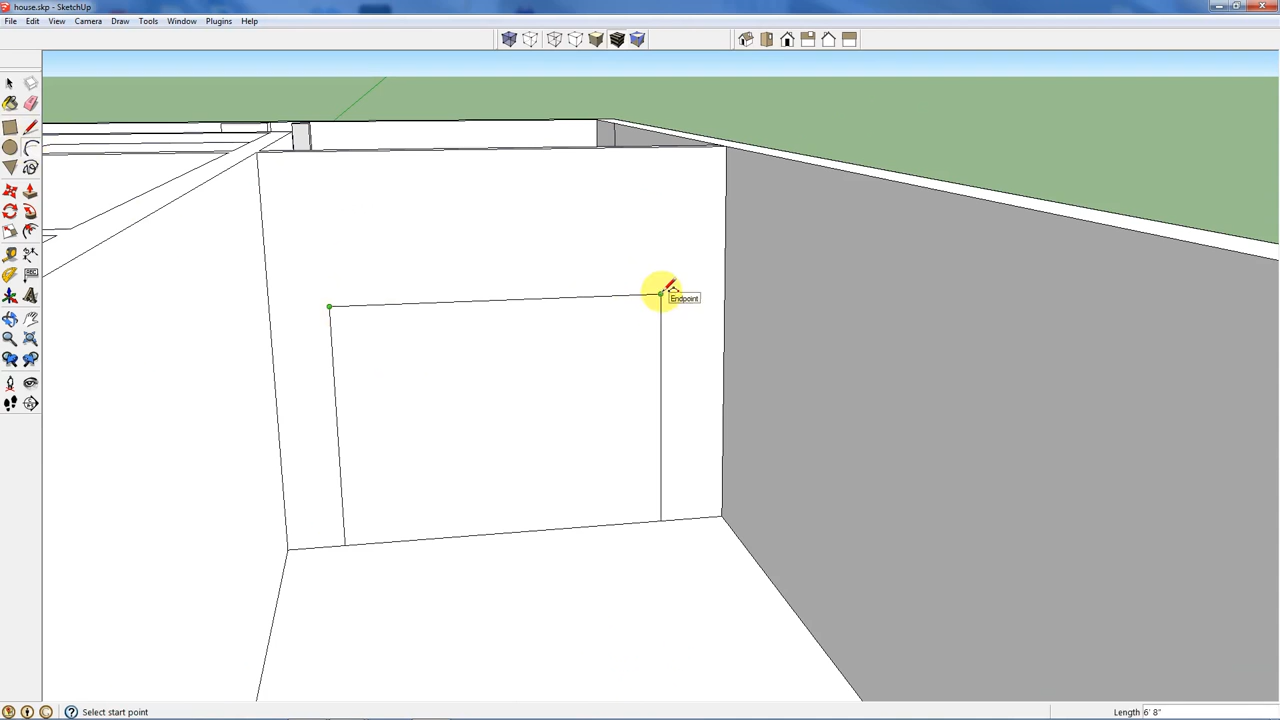 house.skp - SketchUp
File Edit View Camera Draw Tools Window Plugins Help
Endpoint
ABC
Select start point
Length 6' 8"